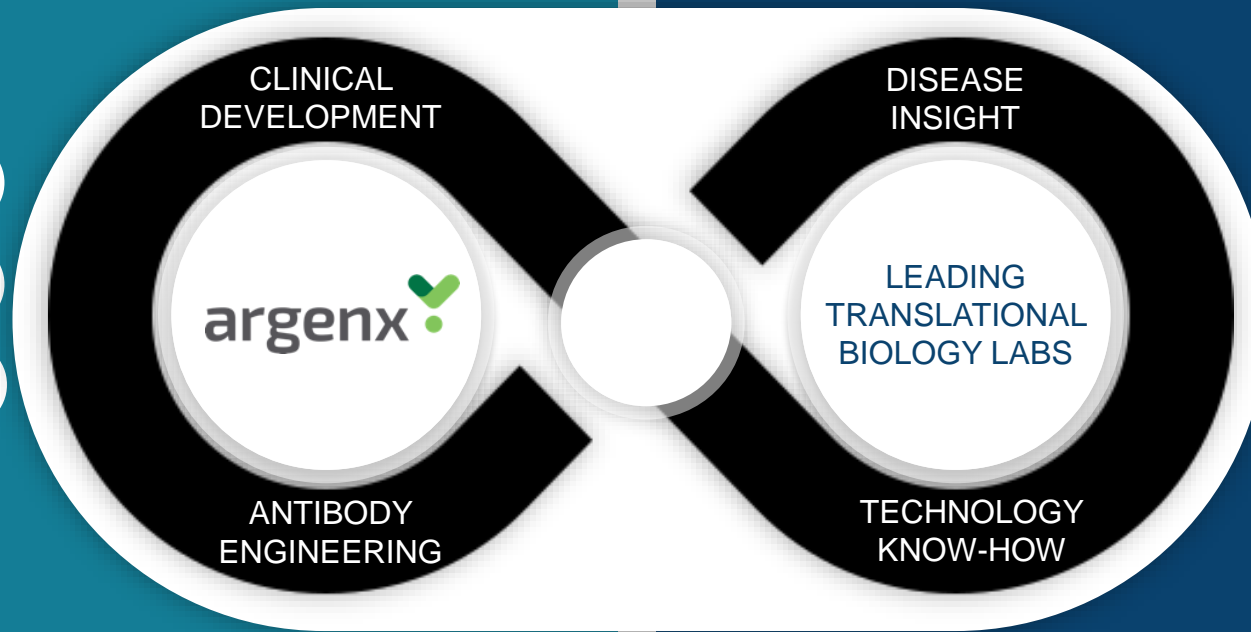 CLINICAL
DEVELOPMENT
argenx
ANTIBODY
ENGINEERING
DISEASE
INSIGHT
LEADING
TRANSLATIONAL
BIOLOGY LABS
TECHNOLOGY
KNOW-HOW